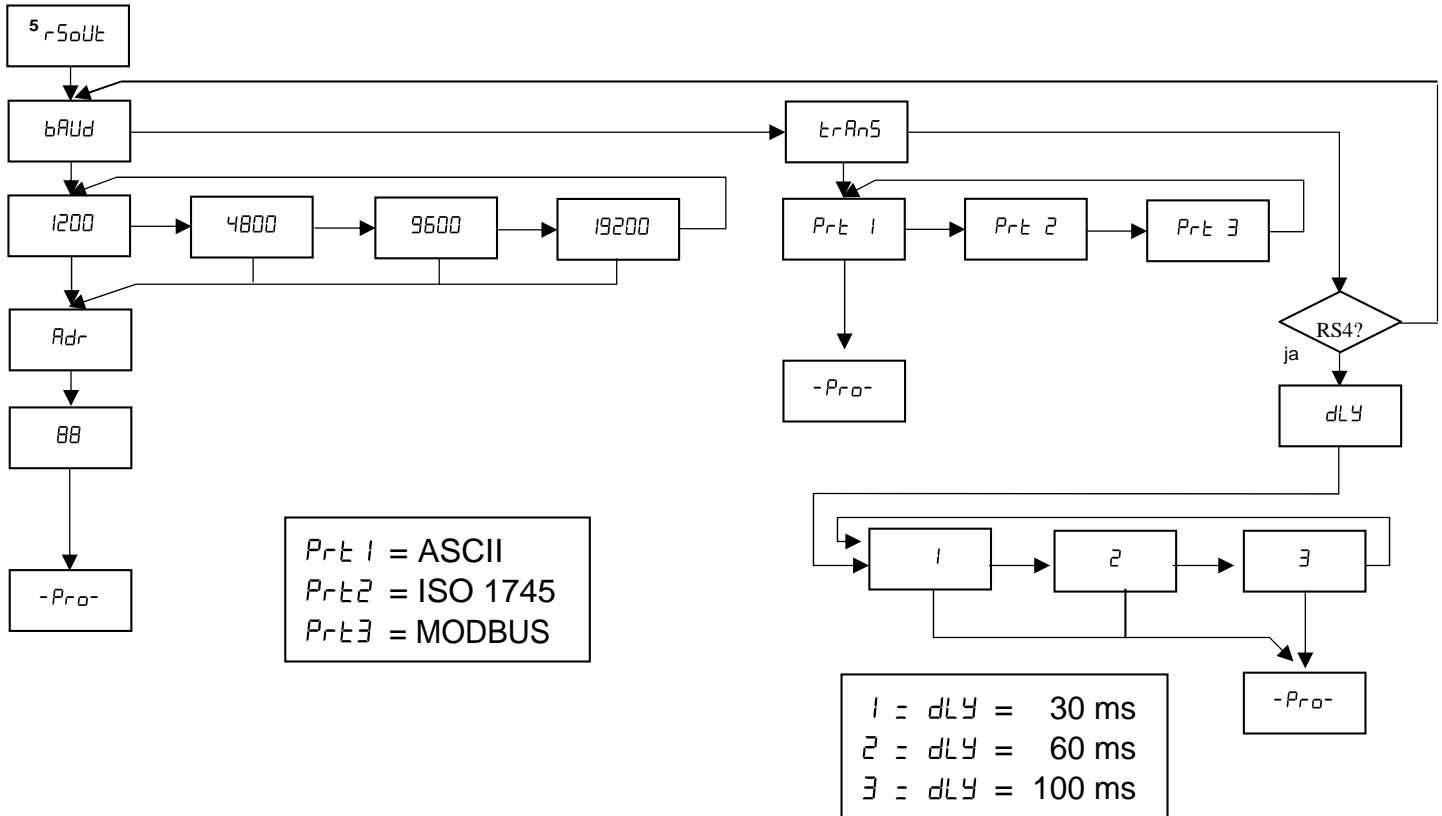 5 rSoUt
bAUd
trAnS
1200
4800
9600
19200
Prt 1
Prt 2
Prt 3
Adr
RS4?
ja
-Pro-
dLY
88
Prt 1 = ASCII
Prt2 = ISO 1745
Prt3 = MODBUS
1
2
3
-Pro-
-Pro-
1 = dLY = 30 ms
2 = dLY = 60 ms
3 = dLY = 100 ms